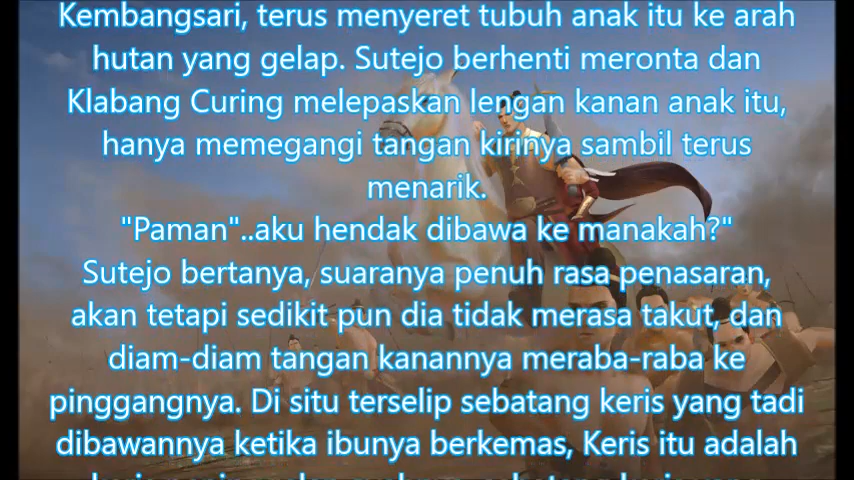 Kembangsari, terus menyeret tubuh anak itu ke arah
hutan yang gelap. Sutejo berhenti meronta dan
Klabang Curing melepaskan lengan kanan anak itu,
hanya memegangi tangan kirinya sambil terus
menarik.
"Paman"..aku hendak dibawa ke manakah?"
Sutejo bertanya, suaranya penuh rasa penasaran,
akan tetapi sedikit pun dia tidak merasa takut, dan
diam-diam tangan kanannya meraba-raba ke
pinggangnya. Di situ terselip sebatang keris yang tadi
dibawannya ketika ibunya berkemas, Keris itu adalah